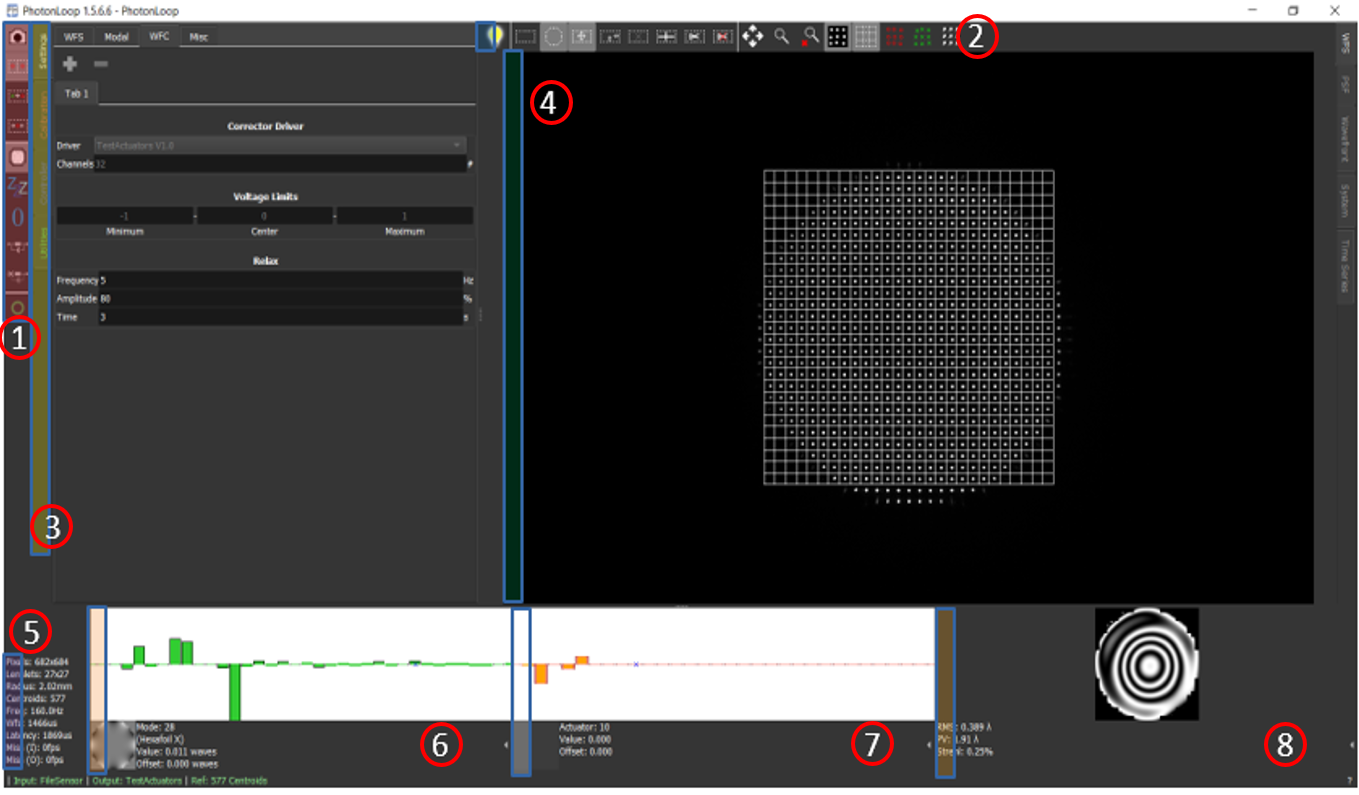 PhotonLoop 1.5.6.6 - PhotonLoop
WFS Modal WFC Misc
Settings
Calibration
Utilities
Tab 1
Corrector Driver
Driver TestActuators V1.0
Channels 32 #
Voltage Limits
-1 - 0 - 1
Minimum Center Maximum
Relax
Frequency 5 Hz
Amplitude 80 %
Time 3 s
ZZ
0
1
2
3
4
WFS
PSF
Wavefront
System
Time Series
5
Pixels: 682x684
Lenslets: 27x27
Radius: 2.02mm
Centroids: 577
Freq: 160.0Hz
Wfs: 1466us
Latency: 1869us
Miss (I): 0fps
Miss (O): 0fps
Mode: 28
(Hexafoil X)
Value: 0.011 waves
Offset: 0.000 waves
6
Actuator: 10
Value: 0.000
Offset: 0.000
7
RMS: 0.389 λ
PV: 1.91 λ
Strehl: 0.25%
8
| Input: FileSensor | Output: TestActuators | Ref: 577 Centroids
?